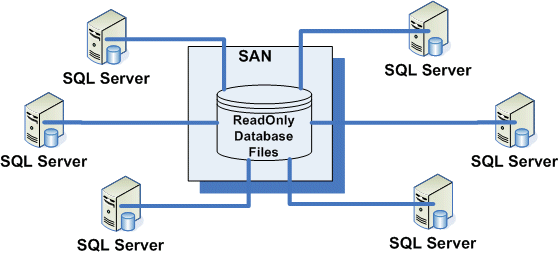 SQL Server
SQL Server
SAN
ReadOnly
Database
Files
SQL Server
SQL Server
SQL Server
SQL Server